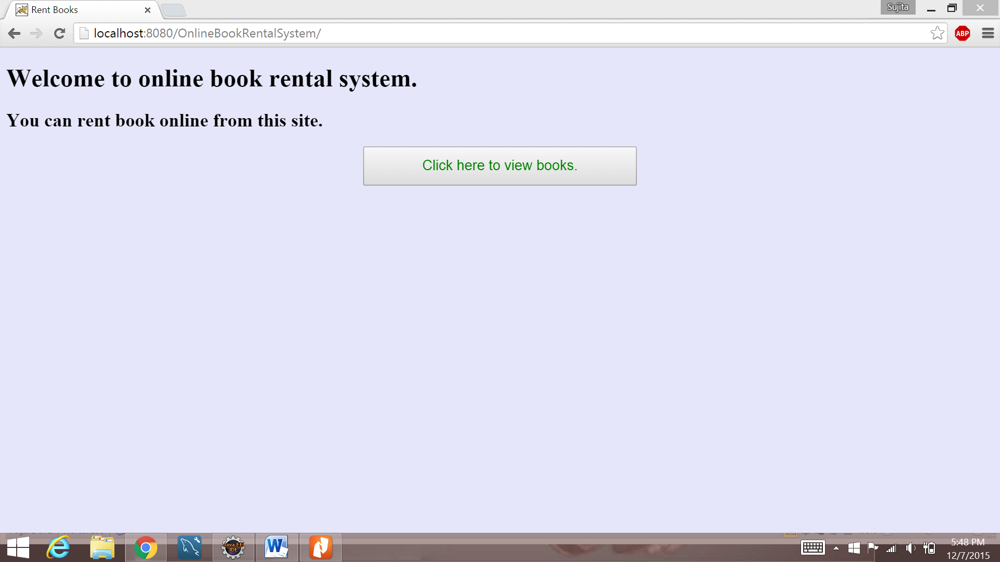 Rent Books
Sujita
localhost:8080/OnlineBookRentalSystem/
ABP
Welcome to online book rental system.
You can rent book online from this site.
Click here to view books.
Java EE
IDE
W
5:48 PM
12/7/2015